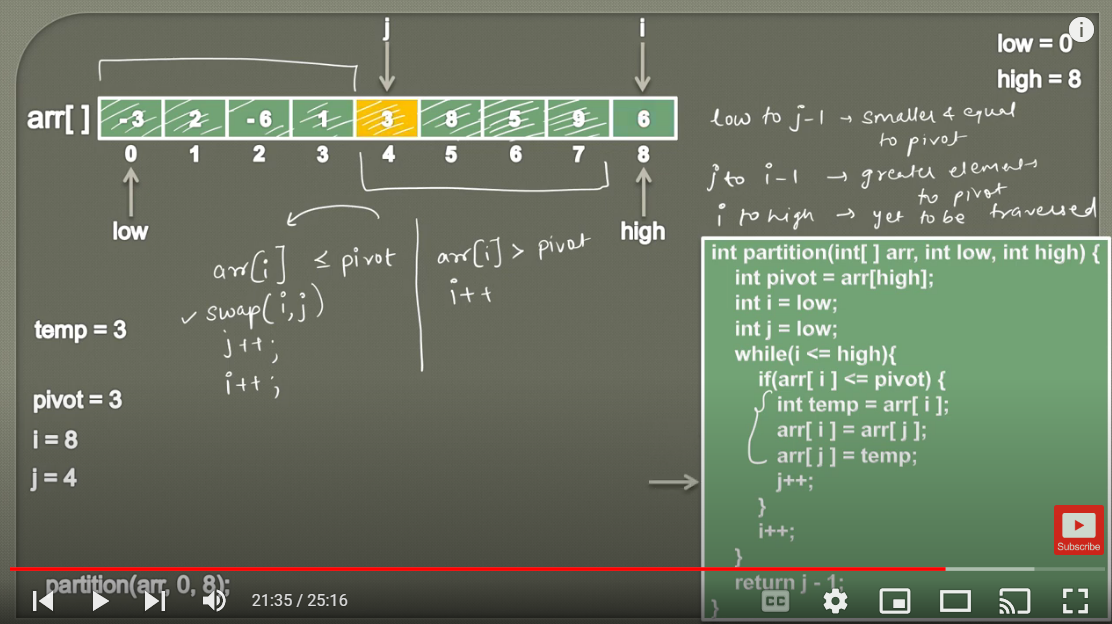 j
i
low = 0
high = 8
arr[ ]
-3 2 -6 1 3 8 5 9 6
0 1 2 3 4 5 6 7 8
low
high
low to j-1 → smaller & equal
to pivot
j to i-1 → greater elements
to pivot
i to high → yet to be traversed
arr[i] ≤ pivot
✓ swap(i,j)
j++;
i++;
arr[i] > pivot
i++
temp = 3
pivot = 3
i = 8
j = 4
int partition(int[ ] arr, int low, int high) {
int pivot = arr[high];
int i = low;
int j = low;
while(i <= high){
if(arr[ i ] <= pivot) {
int temp = arr[ i ];
arr[ i ] = arr[ j ];
arr[ j ] = temp;
j++;
}
i++;
}
return j - 1;
}
Subscribe
partition(arr, 0, 8);
21:35 / 25:16
CC